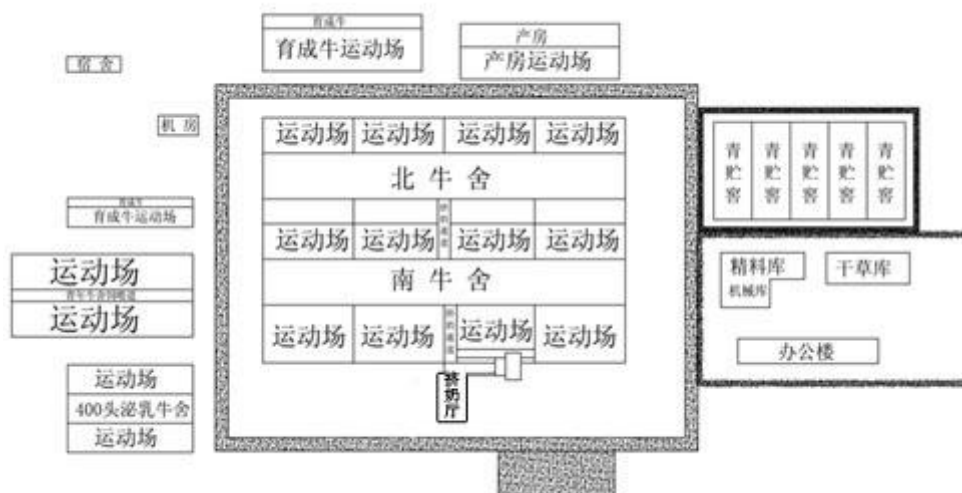 育成牛
育成牛运动场
产房
产房运动场
宿舍
机房
运动场 运动场 运动场 运动场
北牛舍
运动场 运动场 运动场 运动场
南牛舍
运动场 运动场 运动场 运动场
挤奶厅
青贮窖 青贮窖 青贮窖 青贮窖 青贮窖
精料库
机械库
干草库
办公楼
育成牛
育成牛运动场
运动场
运动场
运动场
400头泌乳牛舍
运动场